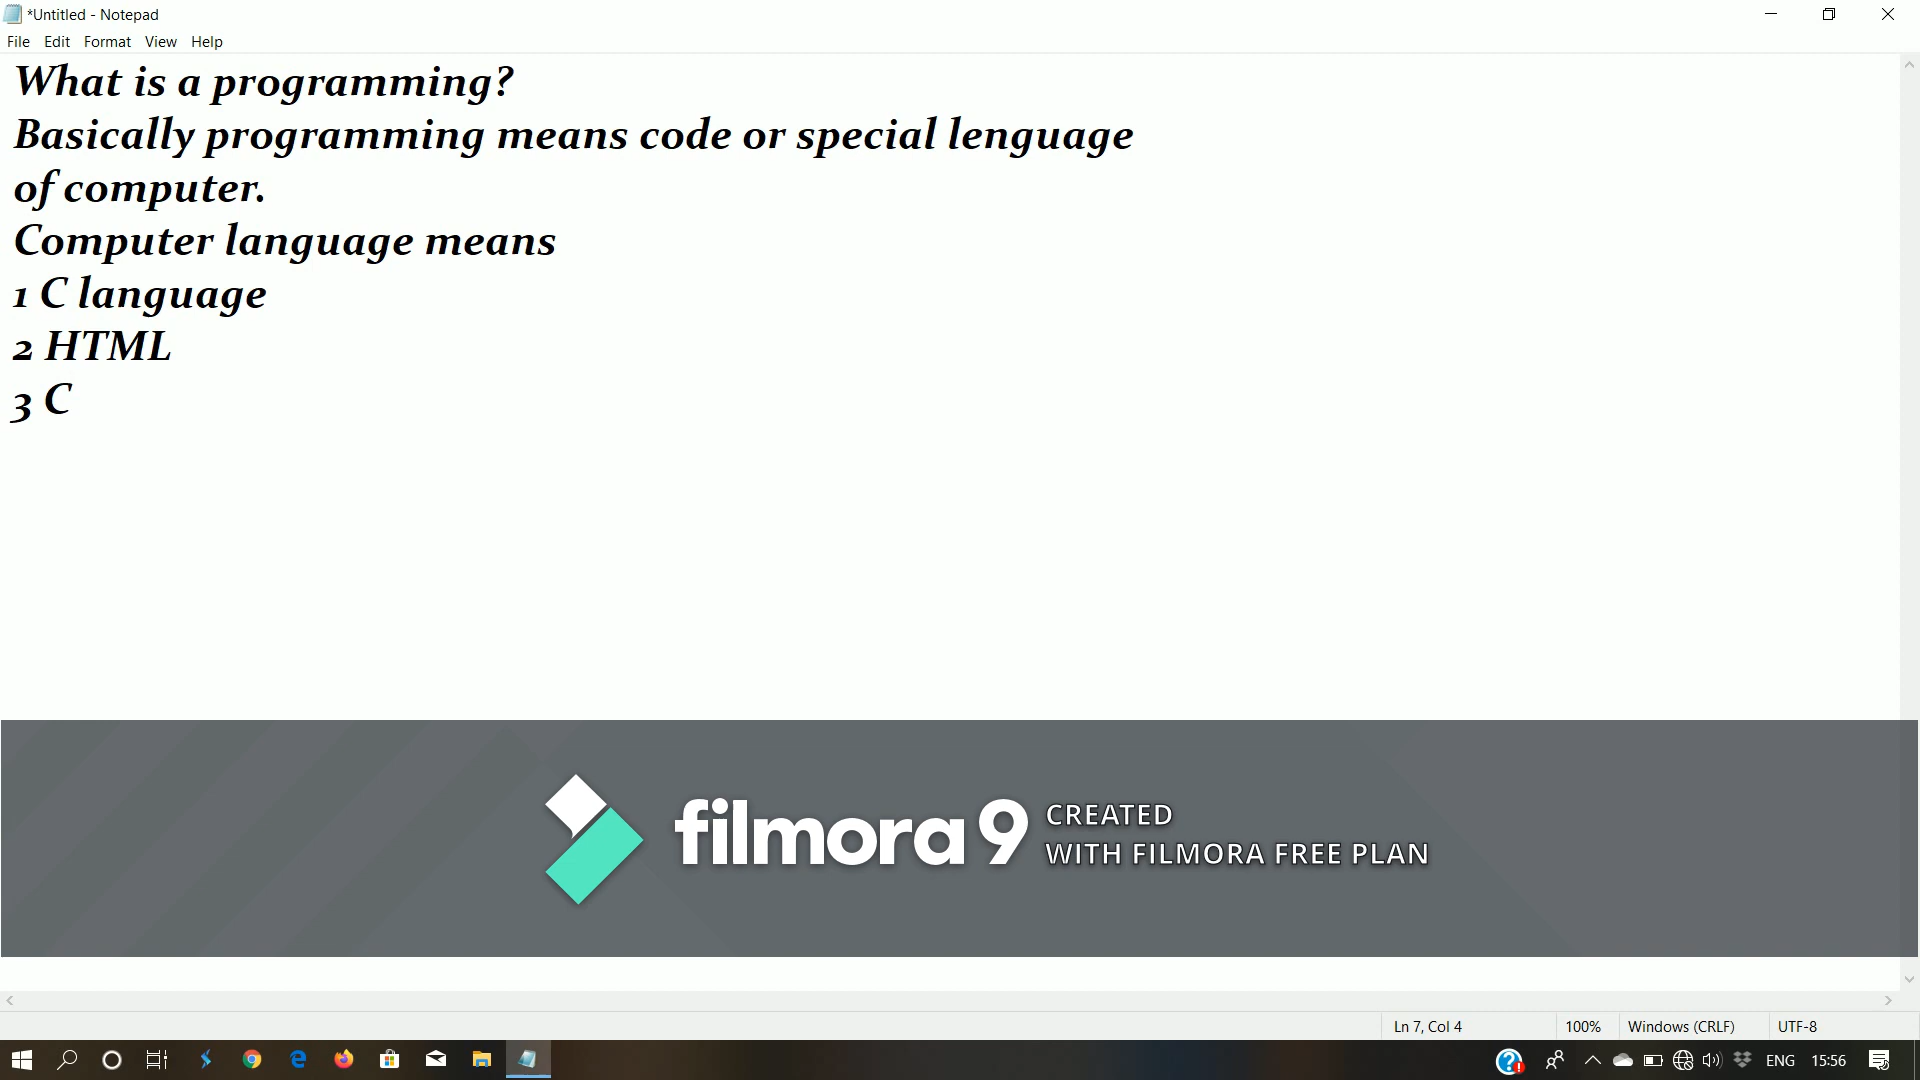 *Untitled - Notepad
File Edit Format View Help
What is a programming?
Basically programming means code or special lenguage
of computer.
Computer language means
1 C language
2 HTML
3 C
filmora 9 CREATED
WITH FILMORA FREE PLAN
Ln 7, Col 4 100% Windows (CRLF) UTF-8
ENG 15:56